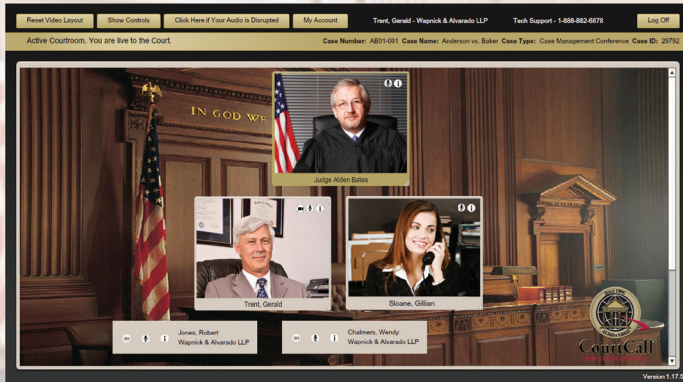 Reset Video Layout
Show Controls
Click Here if Your Audio is Disrupted
My Account
Trent, Gerald - Wapnick & Alvarado LLP
Tech Support - 1-888-882-6878
Log Off
Active Courtroom. You are live to the Court.
Case Number: AB01-001 Case Name: Anderson vs. Baker Case Type: Case Management Conference Case ID: 29792
IN GOD WE
Judge Alden Bates
Trent, Gerald
Sloane, Gillian
Jones, Robert
Wapnick & Alvarado LLP
Chalmers, Wendy
Wapnick & Alvarado LLP
SINCE 1995
CourtCall
Version 1.17.5